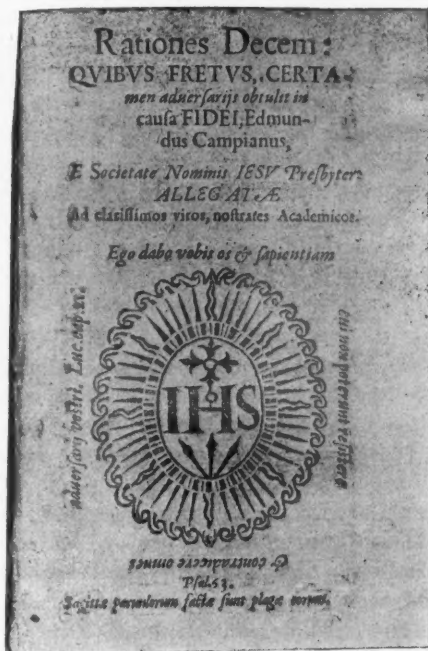 Rationes Decem:
QVIBVS FRETVS, CERTA-
men aduerſarijs obtulit in
cauſa FIDEI, Edmun-
dus Campianus,
E Societate Nominis IESV Preſbyter:
ALLEGATÆ
Ad clariſſimos viros, noſtrates Academicos.
Ego dabo vobis os & ſapientiam
cui non poterunt reſiſtere
& contradicere omnes
aduerſarij veſtri, Luc. cap. 21.
IHS
Pſal. 63.
Sagittæ paruulorum factæ ſunt plagæ eorum.